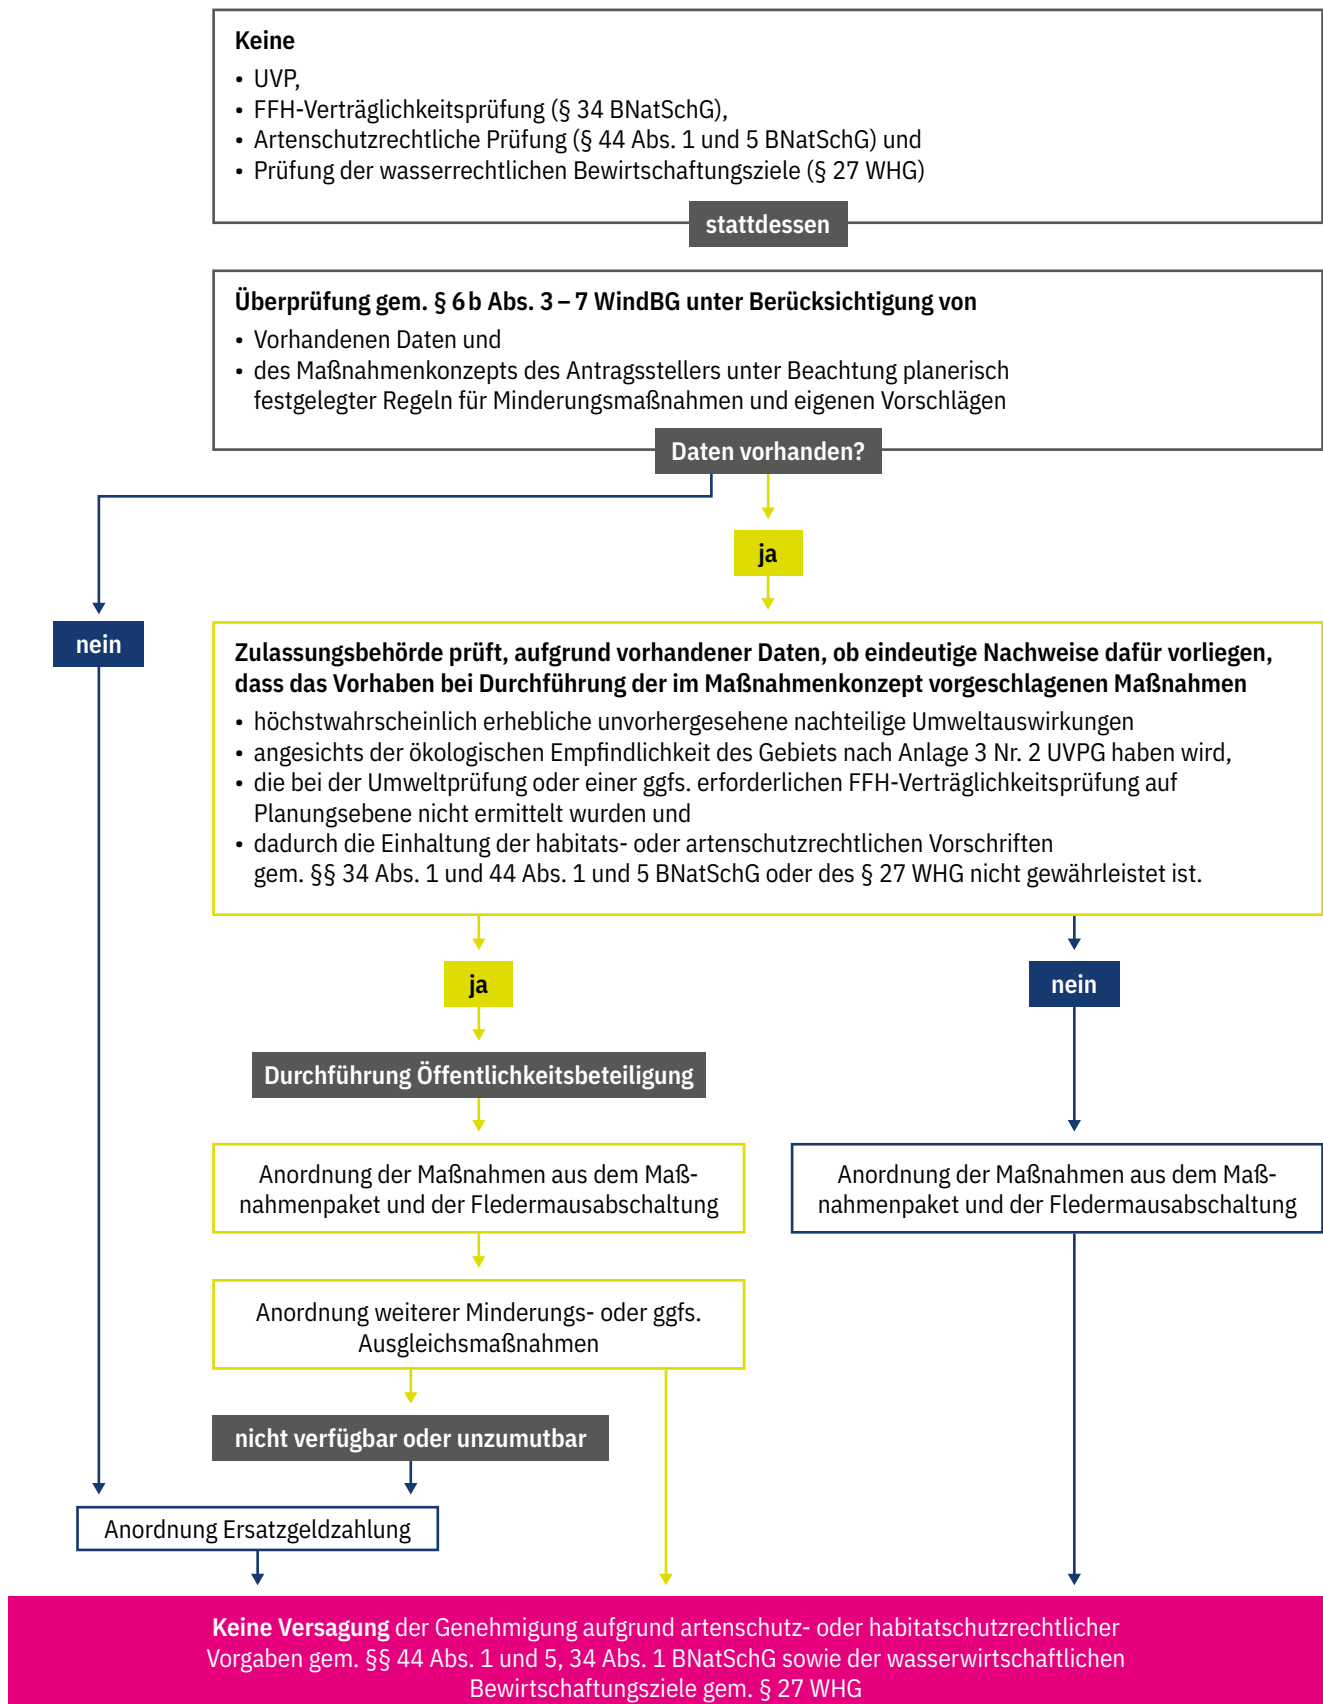 Keine
• UVP,
• FFH-Verträglichkeitsprüfung (§ 34 BNatSchG),
• Artenschutzrechtliche Prüfung (§ 44 Abs. 1 und 5 BNatSchG) und
• Prüfung der wasserrechtlichen Bewirtschaftungsziele (§ 27 WHG)
stattdessen
Überprüfung gem. § 6 b Abs. 3 – 7 WindBG unter Berücksichtigung von
• Vorhandenen Daten und
• des Maßnahmenkonzepts des Antragsstellers unter Beachtung planerisch
festgelegter Regeln für Minderungsmaßnahmen und eigenen Vorschlägen
Daten vorhanden?
ja
nein
Zulassungsbehörde prüft, aufgrund vorhandener Daten, ob eindeutige Nachweise dafür vorliegen,
dass das Vorhaben bei Durchführung der im Maßnahmenkonzept vorgeschlagenen Maßnahmen
• höchstwahrscheinlich erhebliche unvorhergesehene nachteilige Umweltauswirkungen
• angesichts der ökologischen Empfindlichkeit des Gebiets nach Anlage 3 Nr. 2 UVPG haben wird,
• die bei der Umweltprüfung oder einer ggfs. erforderlichen FFH-Verträglichkeitsprüfung auf
Planungsebene nicht ermittelt wurden und
• dadurch die Einhaltung der habitats- oder artenschutzrechtlichen Vorschriften
gem. §§ 34 Abs. 1 und 44 Abs. 1 und 5 BNatSchG oder des § 27 WHG nicht gewährleistet ist.
ja
nein
Durchführung Öffentlichkeitsbeteiligung
Anordnung der Maßnahmen aus dem Maß-
nahmenpaket und der Fledermausabschaltung
Anordnung der Maßnahmen aus dem Maß-
nahmenpaket und der Fledermausabschaltung
Anordnung weiterer Minderungs- oder ggfs.
Ausgleichsmaßnahmen
nicht verfügbar oder unzumutbar
Anordnung Ersatzgeldzahlung
Keine Versagung der Genehmigung aufgrund artenschutz- oder habitatschutzrechtlicher
Vorgaben gem. §§ 44 Abs. 1 und 5, 34 Abs. 1 BNatSchG sowie der wasserwirtschaftlichen
Bewirtschaftungsziele gem. § 27 WHG